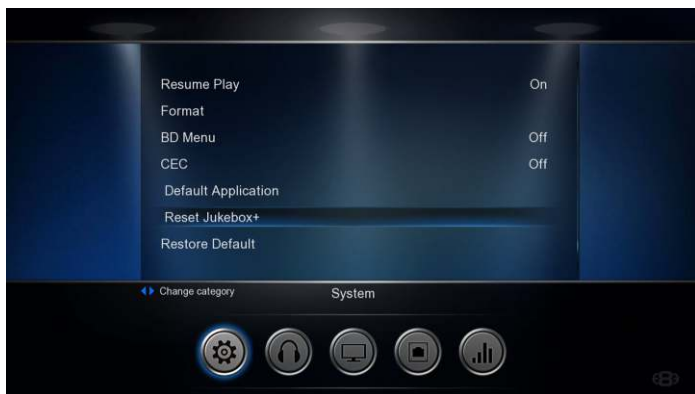 Resume Play On
Format
BD Menu Off
CEC Off
Default Application
Reset Jukebox+
Restore Default
Change category System